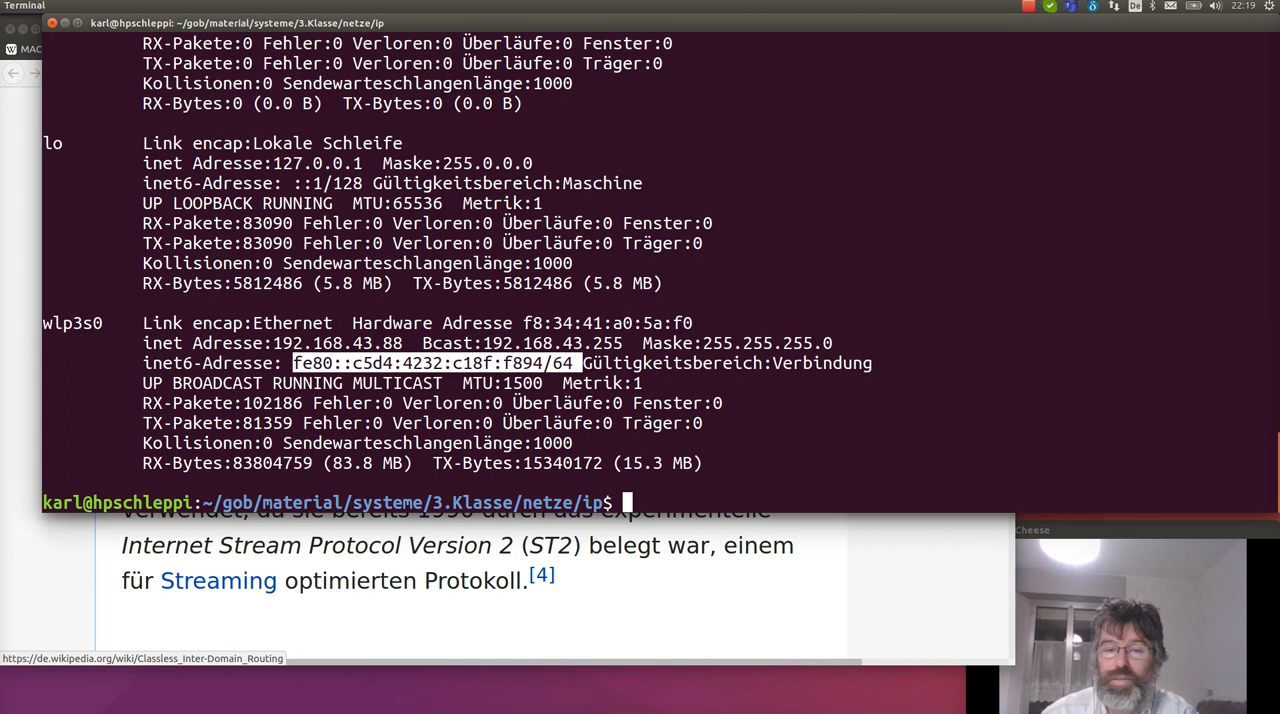 Terminal
De
22:19
karl@hpschleppi: ~/gob/material/systeme/3.Klasse/netze/ip
W MAC
RX-Pakete:0 Fehler:0 Verloren:0 Überläufe:0 Fenster:0
TX-Pakete:0 Fehler:0 Verloren:0 Überläufe:0 Träger:0
Kollisionen:0 Sendewarteschlangenlänge:1000
RX-Bytes:0 (0.0 B)  TX-Bytes:0 (0.0 B)
lo Link encap:Lokale Schleife
inet Adresse:127.0.0.1  Maske:255.0.0.0
inet6-Adresse: ::1/128 Gültigkeitsbereich:Maschine
UP LOOPBACK RUNNING  MTU:65536  Metrik:1
RX-Pakete:83090 Fehler:0 Verloren:0 Überläufe:0 Fenster:0
TX-Pakete:83090 Fehler:0 Verloren:0 Überläufe:0 Träger:0
Kollisionen:0 Sendewarteschlangenlänge:1000
RX-Bytes:5812486 (5.8 MB)  TX-Bytes:5812486 (5.8 MB)
wlp3s0 Link encap:Ethernet  Hardware Adresse f8:34:41:a0:5a:f0
inet Adresse:192.168.43.88  Bcast:192.168.43.255  Maske:255.255.255.0
inet6-Adresse: fe80::c5d4:4232:c18f:f894/64 Gültigkeitsbereich:Verbindung
UP BROADCAST RUNNING MULTICAST  MTU:1500  Metrik:1
RX-Pakete:102186 Fehler:0 Verloren:0 Überläufe:0 Fenster:0
TX-Pakete:81359 Fehler:0 Verloren:0 Überläufe:0 Träger:0
Kollisionen:0 Sendewarteschlangenlänge:1000
RX-Bytes:83804759 (83.8 MB)  TX-Bytes:15340172 (15.3 MB)
karl@hpschleppi:~/gob/material/systeme/3.Klasse/netze/ip$
verwendet, da sie bereits 1990 durch das experimentelle
Internet Stream Protocol Version 2 (ST2) belegt war, einem
für Streaming optimierten Protokoll.[4]
https://de.wikipedia.org/wiki/Classless_Inter-Domain_Routing
Cheese